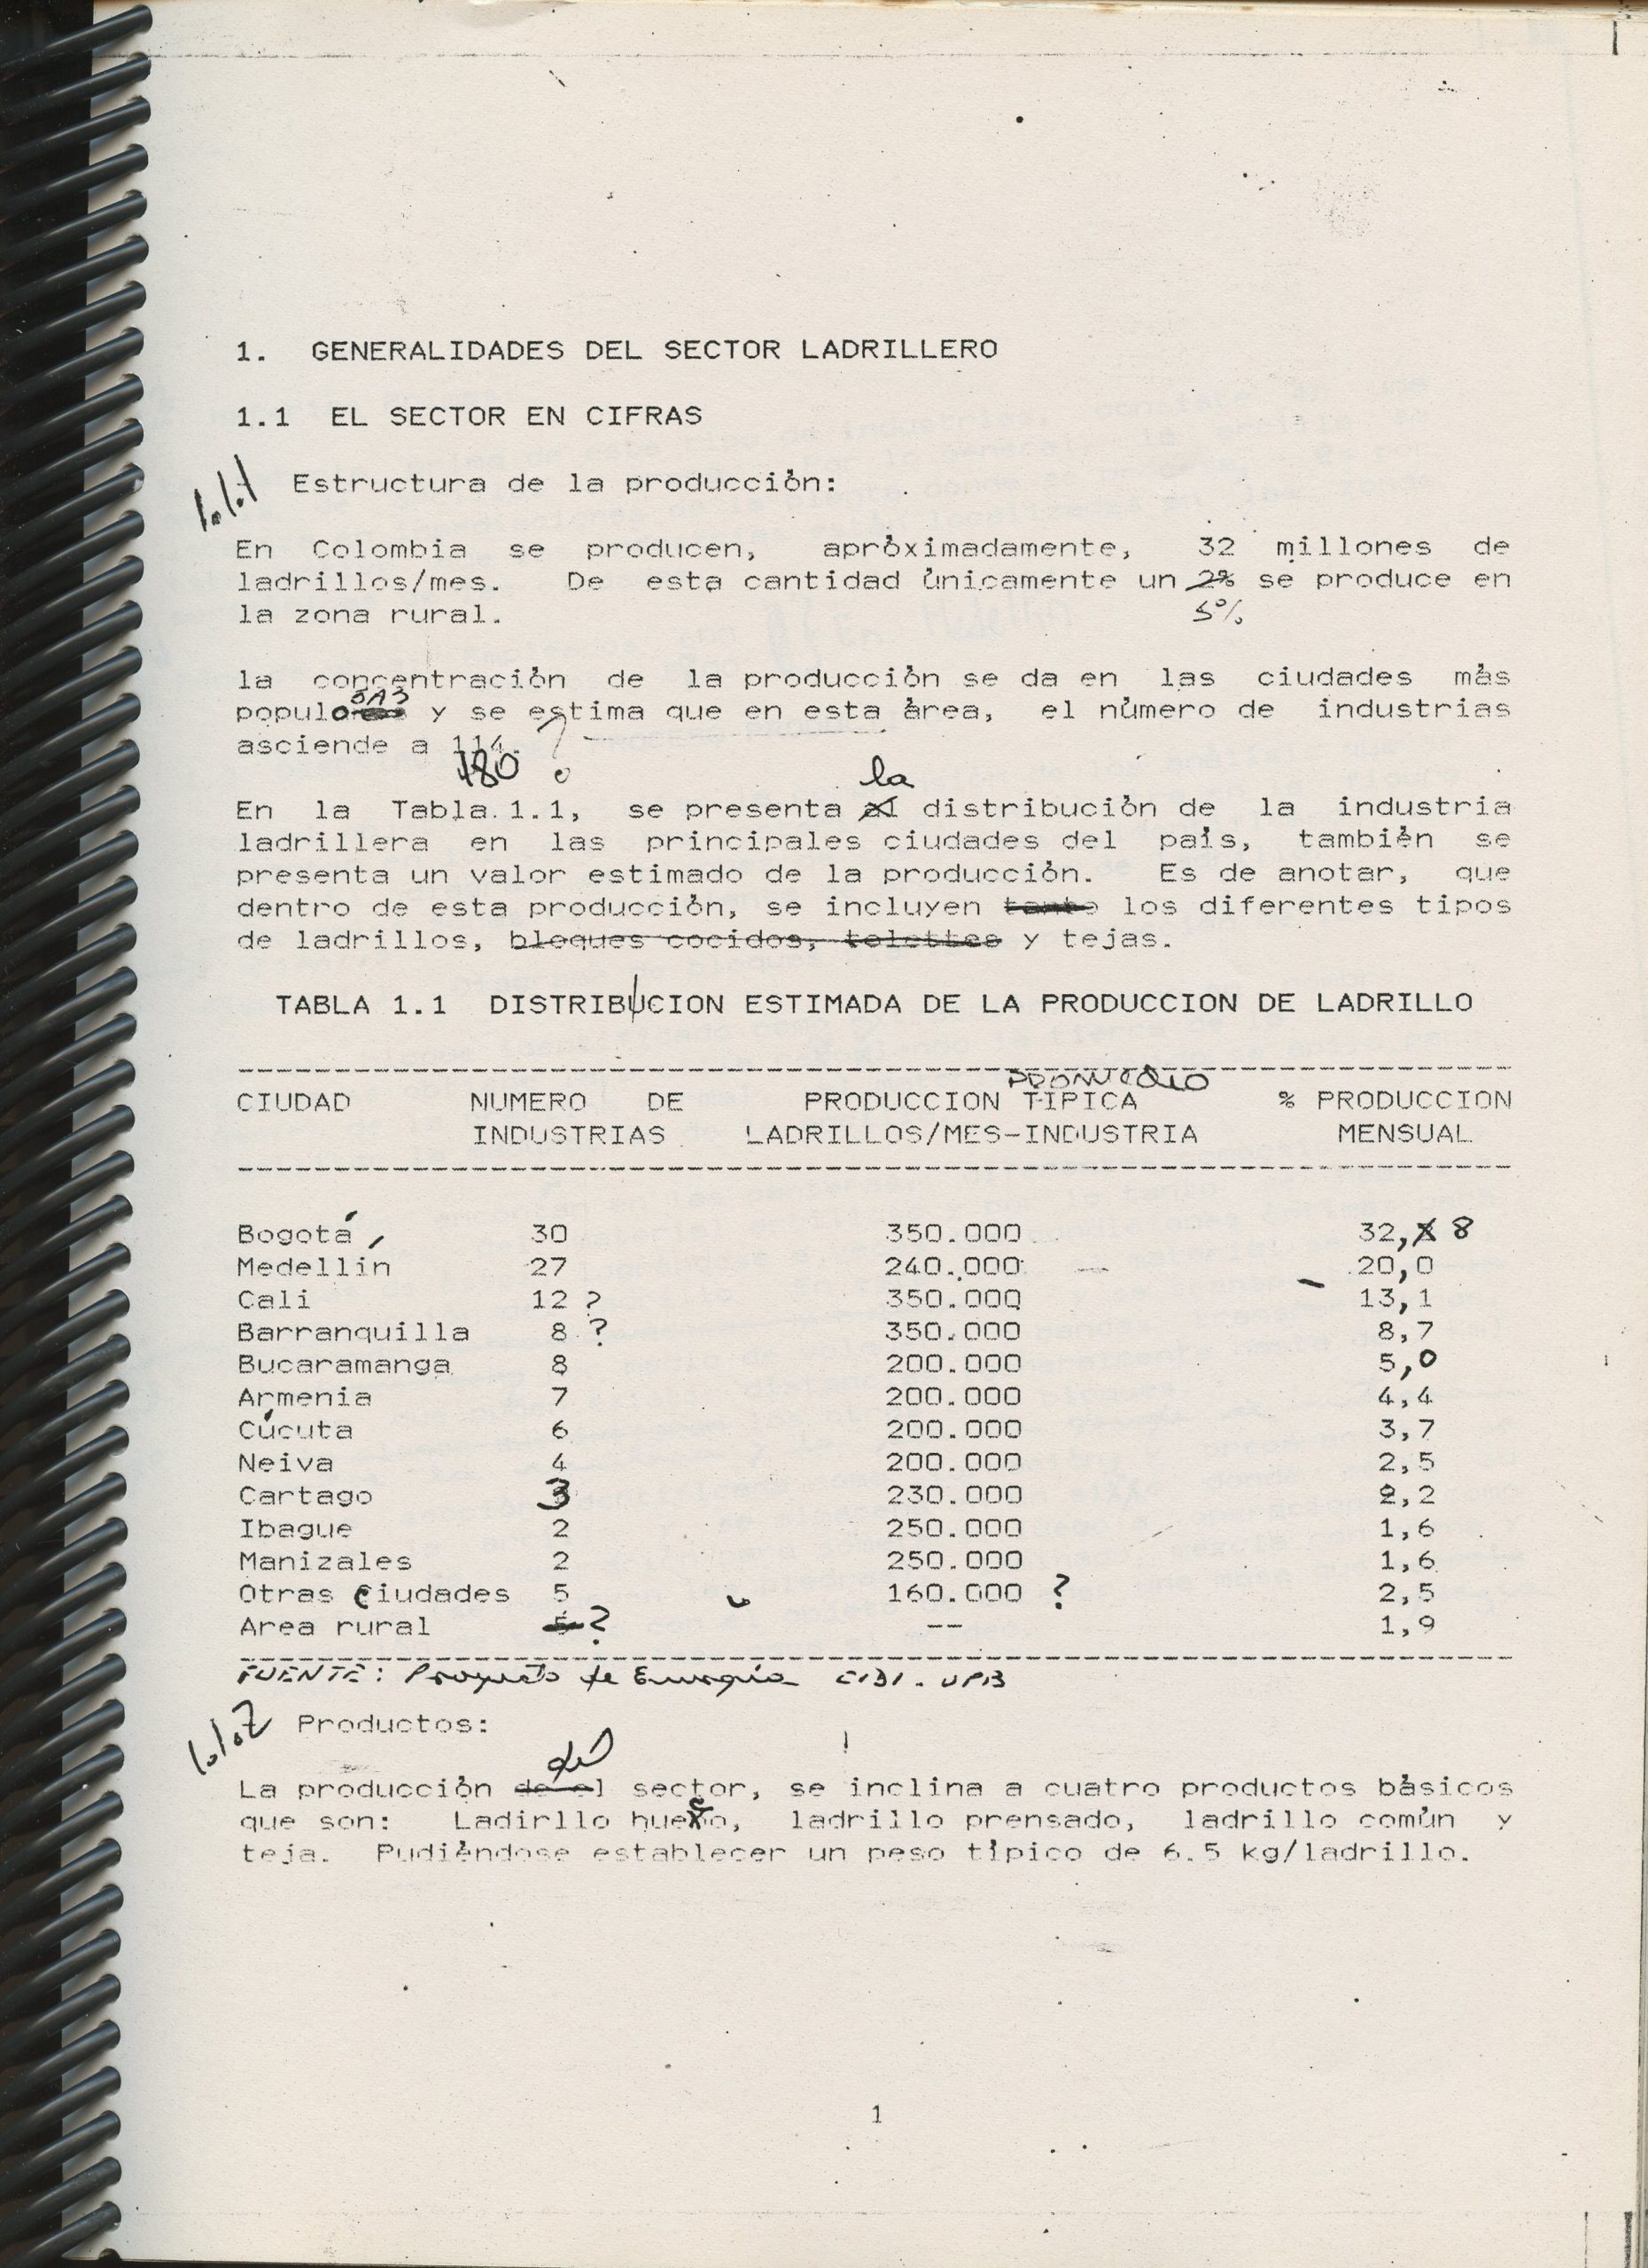 1. GENERALIDADES DEL SECTOR LADRILLERO
1.1 EL SECTOR EN CIFRAS
1.1.1 Estructura de la producción:
En Colombia se producen, apróximadamente, 32 millones de
ladrillos/mes. De esta cantidad únicamente un 2% se produce en
5%
la zona rural.
la concentración de la producción se da en las ciudades más
popul y se estima que en esta área, el número de industrias
asciende a 114. ?
180
la
En la Tabla 1.1, se presenta al distribución de la industria
ladrillera en las principales ciudades del país, también se
presenta un valor estimado de la producción. Es de anotar, que
dentro de esta producción, se incluyen tanto los diferentes tipos
de ladrillos, bloques cocidos, tolettes y tejas.
TABLA 1.1 DISTRIBUCION ESTIMADA DE LA PRODUCCION DE LADRILLO
PROMEDIO
CIUDAD NUMERO DE PRODUCCION TIPICA % PRODUCCION
INDUSTRIAS LADRILLOS/MES-INDUSTRIA MENSUAL
Bogotá 30 350.000 32, 8
Medellín 27 240.000 20,0
Cali 12 ? 350.000 13,1
Barranquilla 8 ? 350.000 8,7
Bucaramanga 8 200.000 5,0
Armenia 7 200.000 4,4
Cúcuta 6 200.000 3,7
Neiva 4 200.000 2,5
Cartago 3 230.000 2,2
Ibague 2 250.000 1,6
Manizales 2 250.000 1,6
Otras Ciudades 5 160.000 ? 2,5
Area rural ? -- 1,9
FUENTE: Proyecto de Energía CIDI. UPB
1.1.2 Productos:
del
La producción de el sector, se inclina a cuatro productos básicos
que son: Ladirllo hueco, ladrillo prensado, ladrillo común y
teja. Pudiéndose establecer un peso típico de 6.5 kg/ladrillo.
1